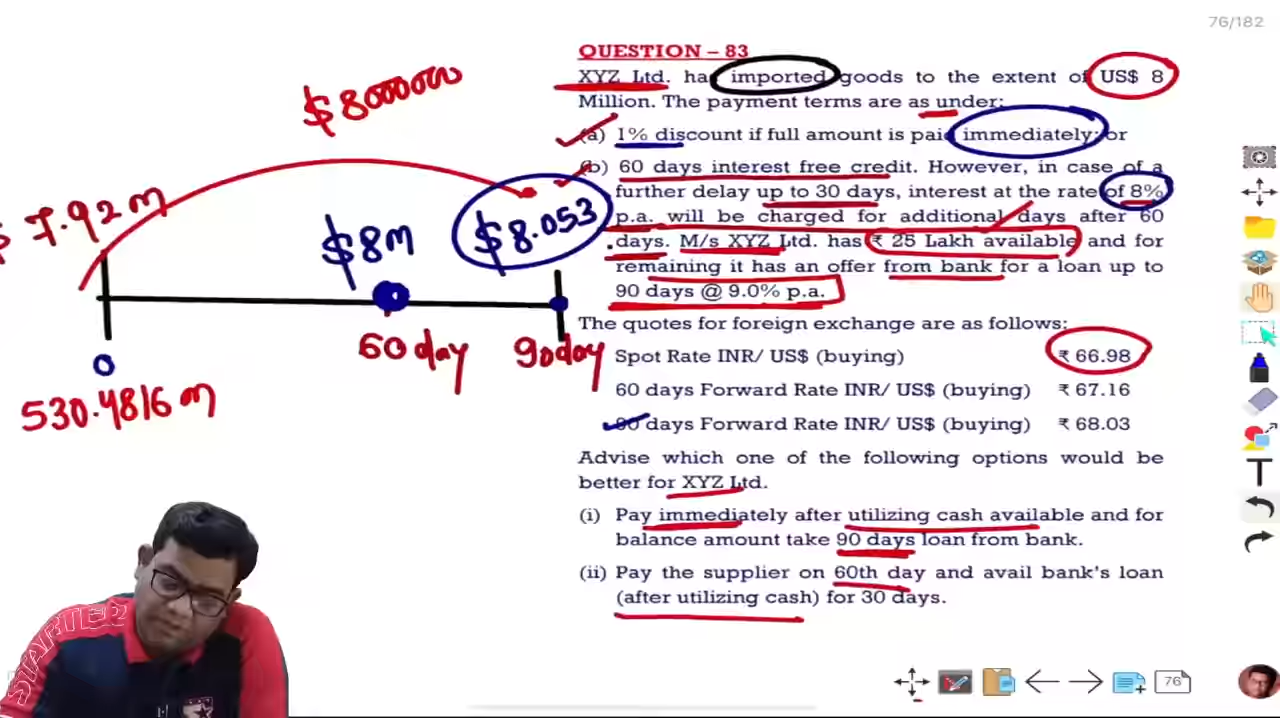 76/182
QUESTION – 83
XYZ Ltd. has imported goods to the extent of US$ 8
Million. The payment terms are as under:
(a) 1% discount if full amount is paid immediately; or
(b) 60 days interest free credit. However, in case of a
further delay up to 30 days, interest at the rate of 8%
p.a. will be charged for additional days after 60
days. M/s XYZ Ltd. has ₹ 25 Lakh available and for
remaining it has an offer from bank for a loan up to
90 days @ 9.0% p.a.
The quotes for foreign exchange are as follows:
Spot Rate INR/ US$ (buying) ₹ 66.98
60 days Forward Rate INR/ US$ (buying) ₹ 67.16
90 days Forward Rate INR/ US$ (buying) ₹ 68.03
Advise which one of the following options would be
better for XYZ Ltd.
(i) Pay immediately after utilizing cash available and for
balance amount take 90 days loan from bank.
(ii) Pay the supplier on 60th day and avail bank's loan
(after utilizing cash) for 30 days.
$8000000
$ 7.92m
$8m
$8.053
0
60 day
90day
530.4816 m
STARTER
T
76